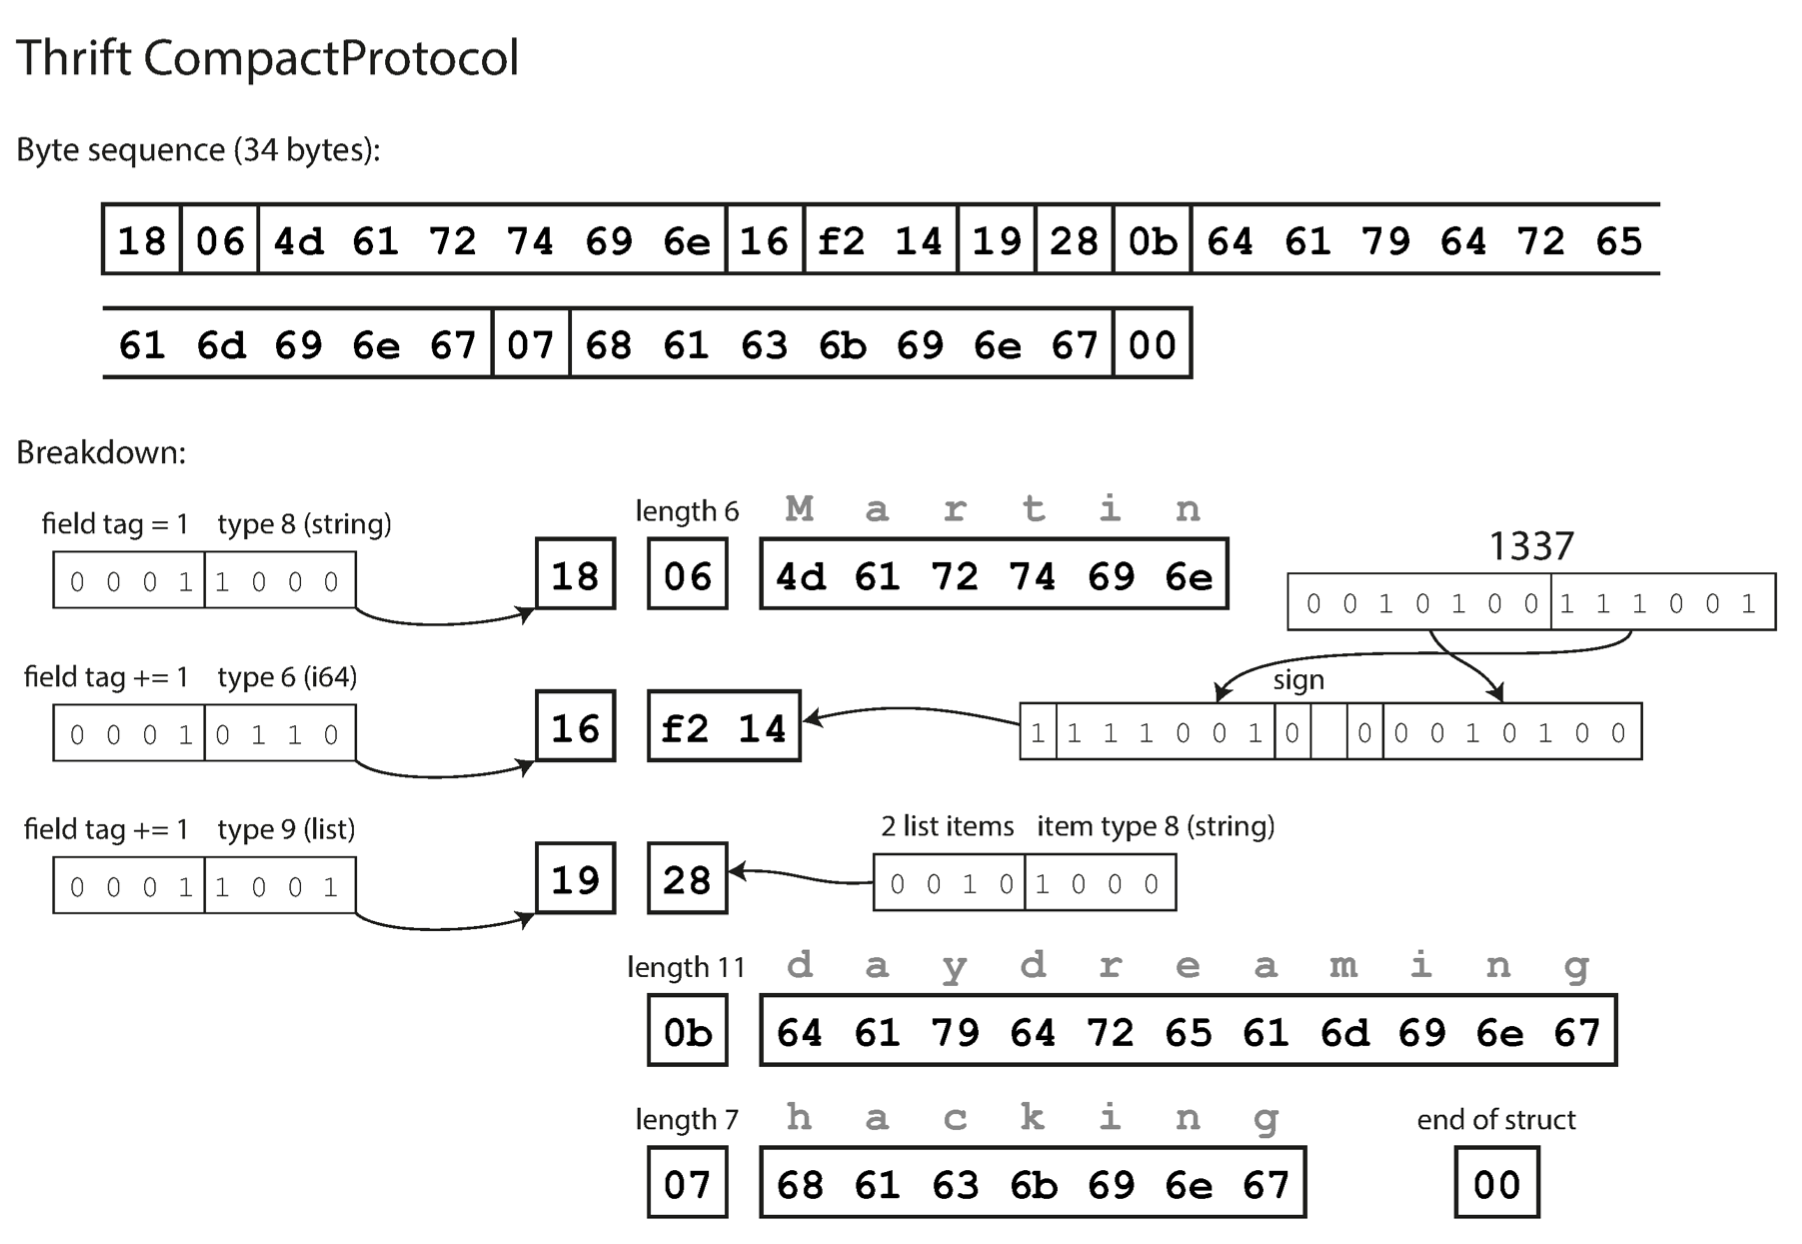 Thrift CompactProtocol
Byte sequence (34 bytes):
18 06 4d 61 72 74 69 6e 16 f2 14 19 28 0b 64 61 79 64 72 65
61 6d 69 6e 67 07 68 61 63 6b 69 6e 67 00
Breakdown:
field tag = 1 type 8 (string)
0 0 0 1 1 0 0 0
18
length 6
06
M a r t i n
4d 61 72 74 69 6e
1337
0 0 1 0 1 0 0 1 1 1 0 0 1
field tag += 1 type 6 (i64)
0 0 0 1 0 1 1 0
16
f2 14
sign
1 1 1 1 0 0 1 0 0 0 0 1 0 1 0 0
field tag += 1 type 9 (list)
0 0 0 1 1 0 0 1
19
28
2 list items item type 8 (string)
0 0 1 0 1 0 0 0
length 11
0b
d a y d r e a m i n g
64 61 79 64 72 65 61 6d 69 6e 67
length 7
07
h a c k i n g
68 61 63 6b 69 6e 67
end of struct
00